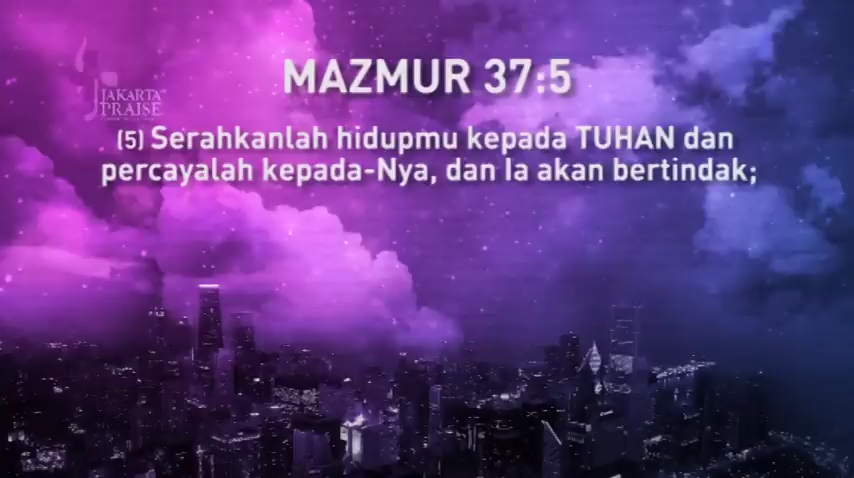 JAKARTA
PRAISE
MAZMUR 37:5
(5) Serahkanlah hidupmu kepada TUHAN dan
percayalah kepada-Nya, dan Ia akan bertindak;